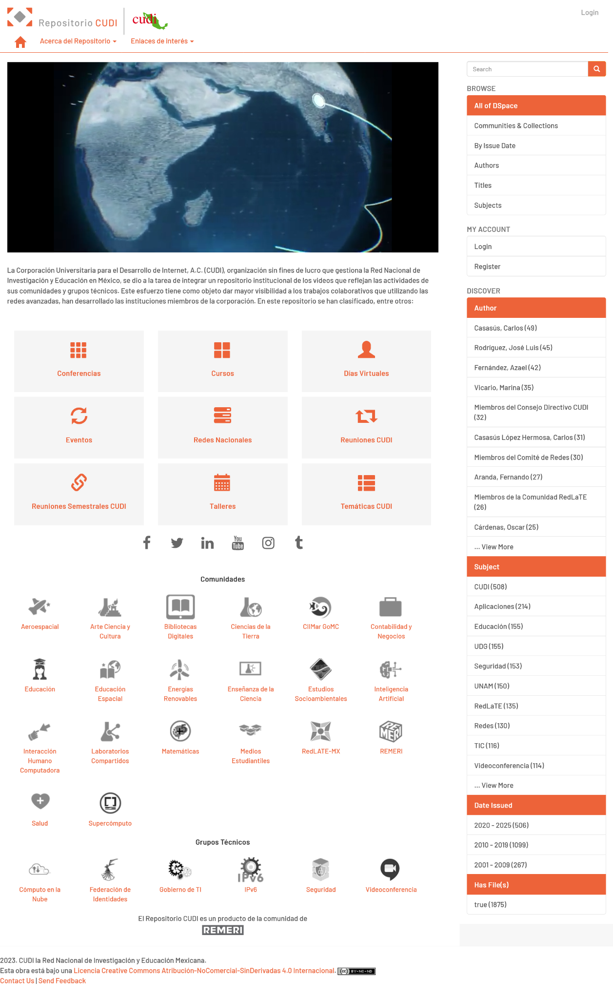 Repositorio CUDI
cudi
Login
Acerca del Repositorio
Enlaces de interés
La Corporación Universitaria para el Desarrollo de Internet, A.C. (CUDI), organización sin fines de lucro que gestiona la Red Nacional de
Investigación y Educación en México, se dio a la tarea de integrar un repositorio institucional de los videos que reflejan las actividades de
sus comunidades y grupos técnicos. Este esfuerzo tiene como objeto dar mayor visibilidad a los trabajos colaborativos que utilizando las
redes avanzadas, han desarrollado las instituciones miembros de la corporación. En este repositorio se han clasificado, entre otros:
Conferencias
Cursos
Días Virtuales
Eventos
Redes Nacionales
Reuniones CUDI
Reuniones Semestrales CUDI
Talleres
Temáticas CUDI
You
Tube
Comunidades
Aeroespacial
Arte Ciencia y
Cultura
Bibliotecas
Digitales
Ciencias de la
Tierra
CIIMar GoMC
Contabilidad y
Negocios
Educación
Educación
Espacial
Energías
Renovables
Enseñanza de la
Ciencia
Estudios
Socioambientales
Inteligencia
Artificial
Interacción
Humano
Computadora
Laboratorios
Compartidos
+5
Matemáticas
Medios
Estudiantiles
RedLATE-MX
REMERI
REMERI
Salud
Supercómputo
Grupos Técnicos
Cómputo en la
Nube
Federación de
Identidades
Gobierno de TI
IPv6
IPv6
Seguridad
Videoconferencia
El Repositorio CUDI es un producto de la comunidad de
REMERI
Search
BROWSE
All of DSpace
Communities & Collections
By Issue Date
Authors
Titles
Subjects
MY ACCOUNT
Login
Register
DISCOVER
Author
Casasús, Carlos (49)
Rodríguez, José Luis (45)
Fernández, Azael (42)
Vicario, Marina (35)
Miembros del Consejo Directivo CUDI
(32)
Casasús López Hermosa, Carlos (31)
Miembros del Comité de Redes (30)
Aranda, Fernando (27)
Miembros de la Comunidad RedLaTE
(26)
Cárdenas, Oscar (25)
... View More
Subject
CUDI (508)
Aplicaciones (214)
Educación (155)
UDG (155)
Seguridad (153)
UNAM (150)
RedLaTE (135)
Redes (130)
TIC (116)
Videoconferencia (114)
... View More
Date Issued
2020 - 2025 (506)
2010 - 2019 (1099)
2001 - 2009 (267)
Has File(s)
true (1875)
2023. CUDI la Red Nacional de Investigación y Educación Mexicana.
Esta obra está bajo una Licencia Creative Commons Atribución-NoComercial-SinDerivadas 4.0 Internacional. (cc) BY-NC-ND
Contact Us | Send Feedback